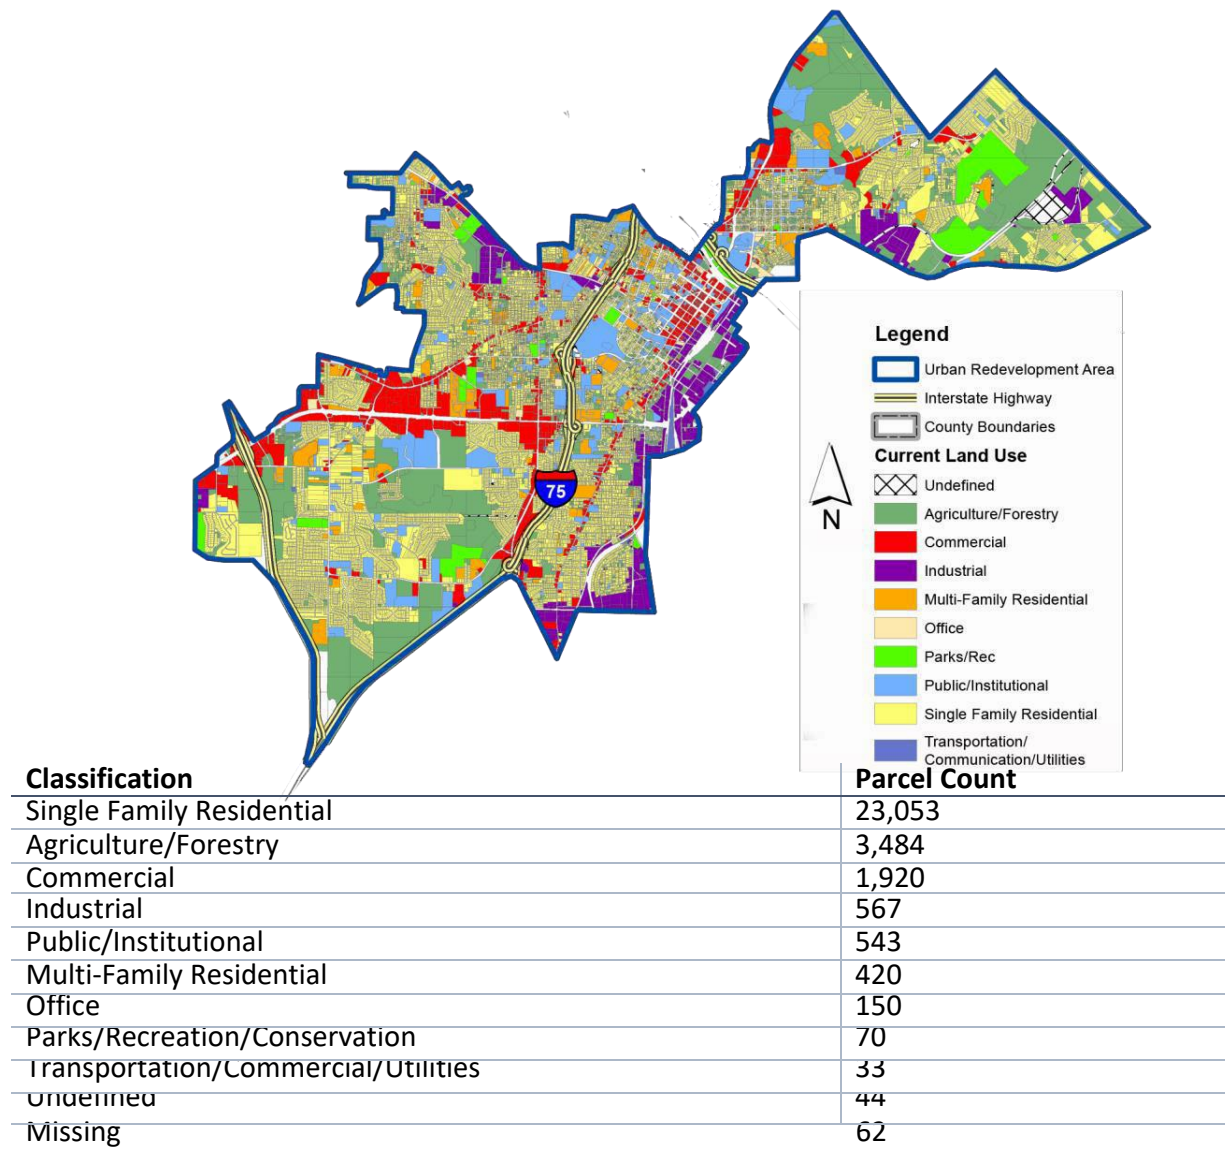 75
N
Legend
Urban Redevelopment Area
Interstate Highway
County Boundaries
Current Land Use
Undefined
Agriculture/Forestry
Commercial
Industrial
Multi-Family Residential
Office
Parks/Rec
Public/Institutional
Single Family Residential
Transportation/
Communication/Utilities
Classification Parcel Count
Single Family Residential 23,053
Agriculture/Forestry 3,484
Commercial 1,920
Industrial 567
Public/Institutional 543
Multi-Family Residential 420
Office 150
Parks/Recreation/Conservation 70
Transportation/Commercial/Utilities 33
Undefined 44
Missing 62